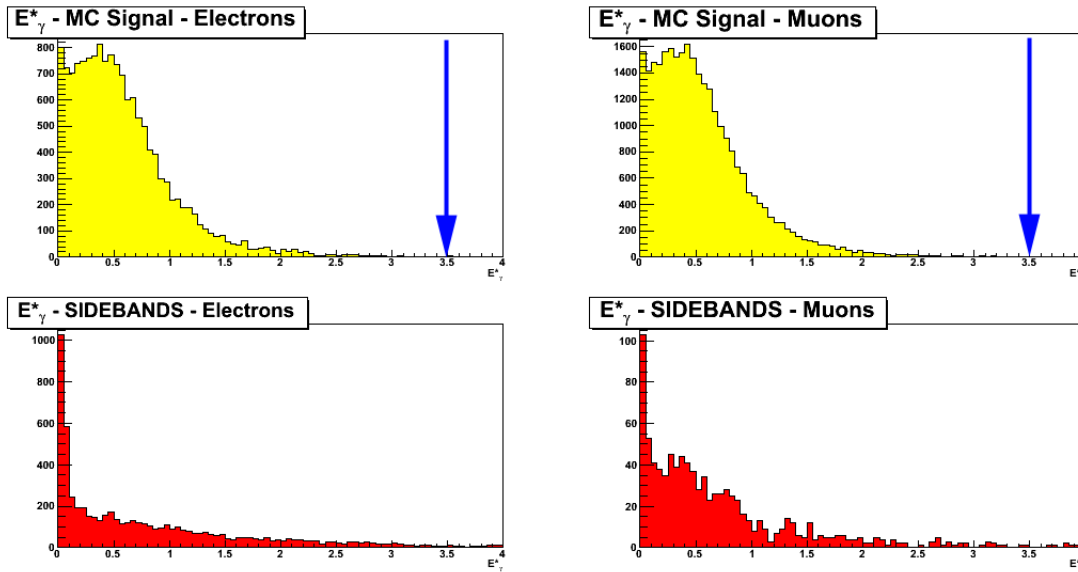 E*γ - MC Signal - Electrons
800
700
600
500
400
300
200
100
0
0 0.5 1 1.5 2 2.5 3 3.5 4
E*γ
E*γ - MC Signal - Muons
1600
1400
1200
1000
800
600
400
200
0
0 0.5 1 1.5 2 2.5 3 3.5
E*
E*γ - SIDEBANDS - Electrons
1000
800
600
400
200
0
0 0.5 1 1.5 2 2.5 3 3.5 4
E*γ
E*γ - SIDEBANDS - Muons
100
80
60
40
20
0
0 0.5 1 1.5 2 2.5 3 3.5
E*